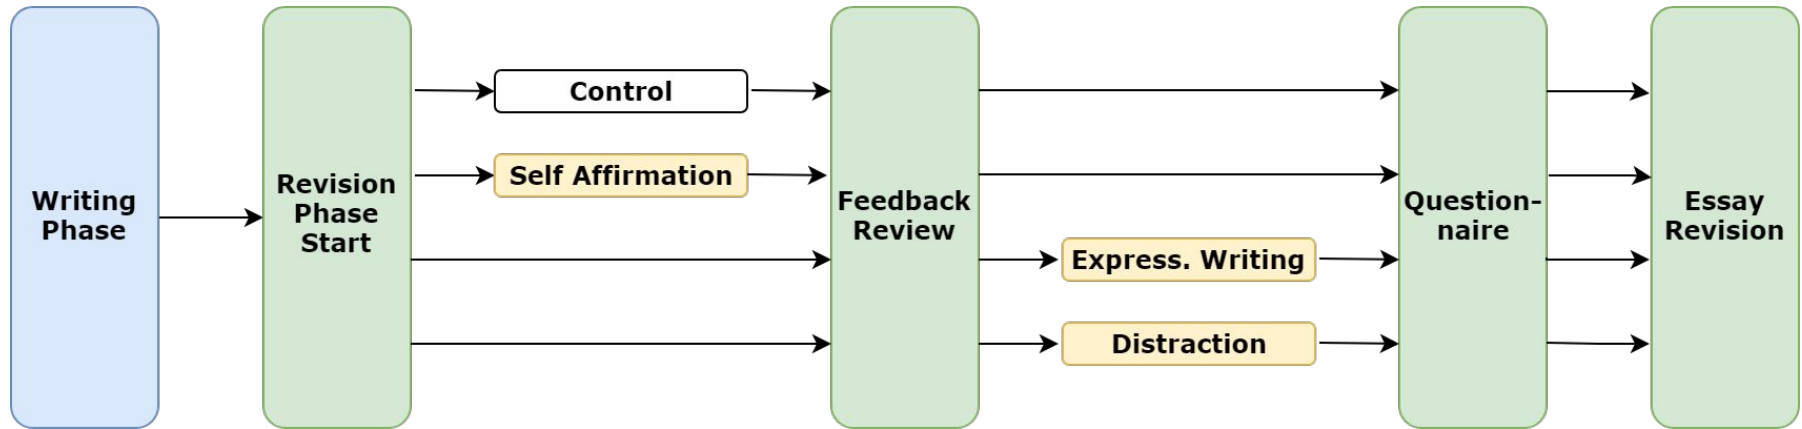 Writing
Phase
Revision
Phase
Start
Control
Self Affirmation
Feedback
Review
Express. Writing
Distraction
Question-
naire
Essay
Revision